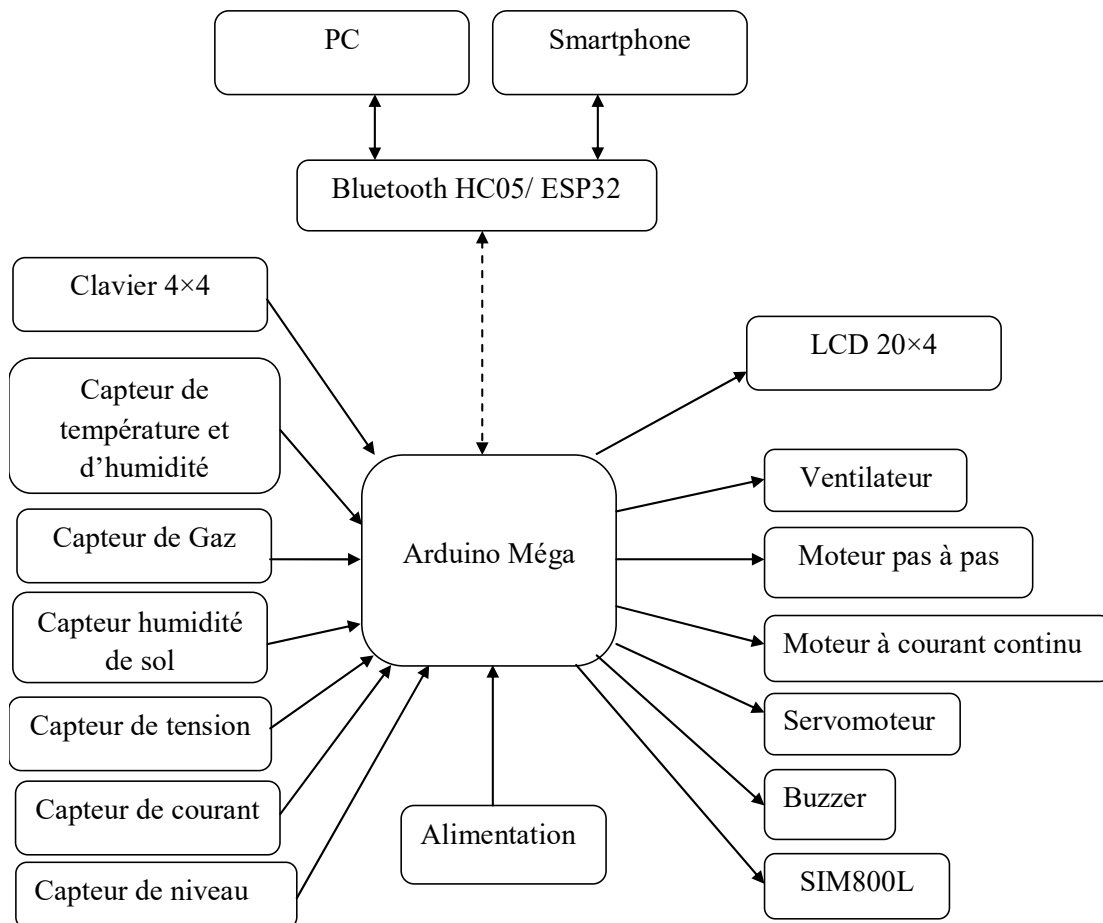 PC
Smartphone
Bluetooth HC05/ ESP32
Clavier 4×4
LCD 20×4
Capteur de
température et
d’humidité
Ventilateur
Capteur de Gaz
Arduino Méga
Moteur pas à pas
Capteur humidité
de sol
Moteur à courant continu
Capteur de tension
Servomoteur
Capteur de courant
Buzzer
Alimentation
Capteur de niveau
SIM800L